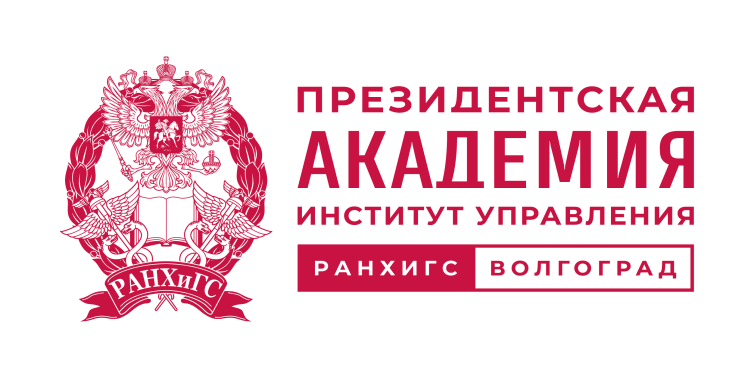 РАНХиГС
ПРЕЗИДЕНТСКАЯ
АКАДЕМИЯ
ИНСТИТУТ УПРАВЛЕНИЯ
РАНХИГС ВОЛГОГРАД